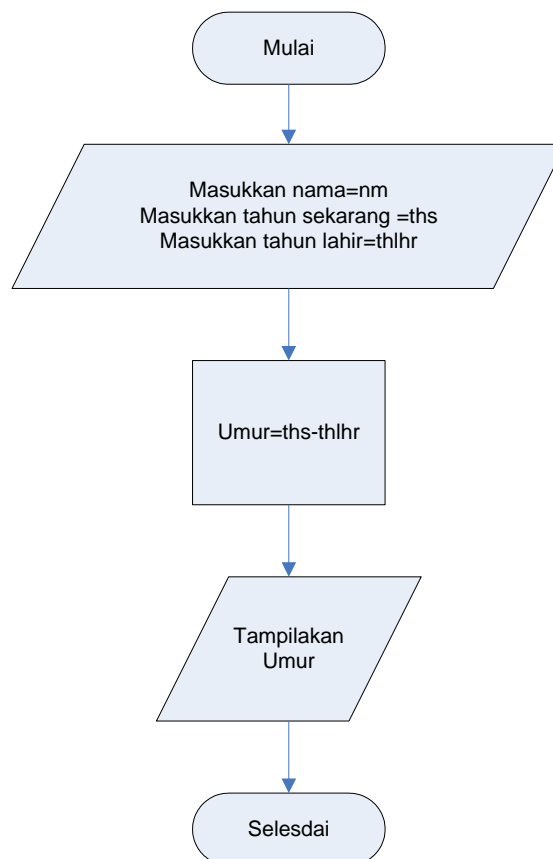 Mulai
Masukkan nama=nm
Masukkan tahun sekarang =ths
Masukkan tahun lahir=thlhr
Umur=ths-thlhr
Tampilakan
Umur
Selesdai